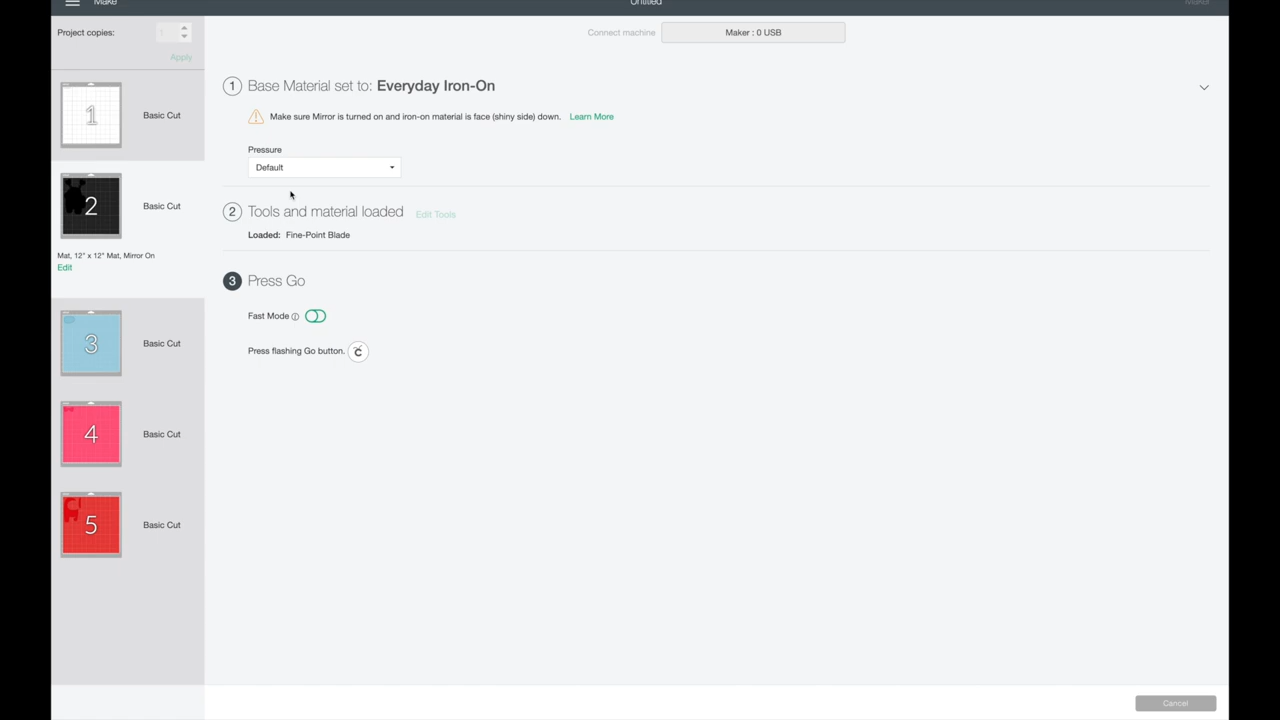 Make
Untitled
Maker
Project copies:
1
Apply
Connect machine
Maker : 0 USB
1
Basic Cut
2
Basic Cut
Mat, 12" x 12" Mat, Mirror On
Edit
3
Basic Cut
4
Basic Cut
5
Basic Cut
1 Base Material set to: Everyday Iron-On
Make sure Mirror is turned on and iron-on material is face (shiny side) down. Learn More
Pressure
Default
2 Tools and material loaded Edit Tools
Loaded: Fine-Point Blade
3 Press Go
Fast Mode
Press flashing Go button.
Cancel